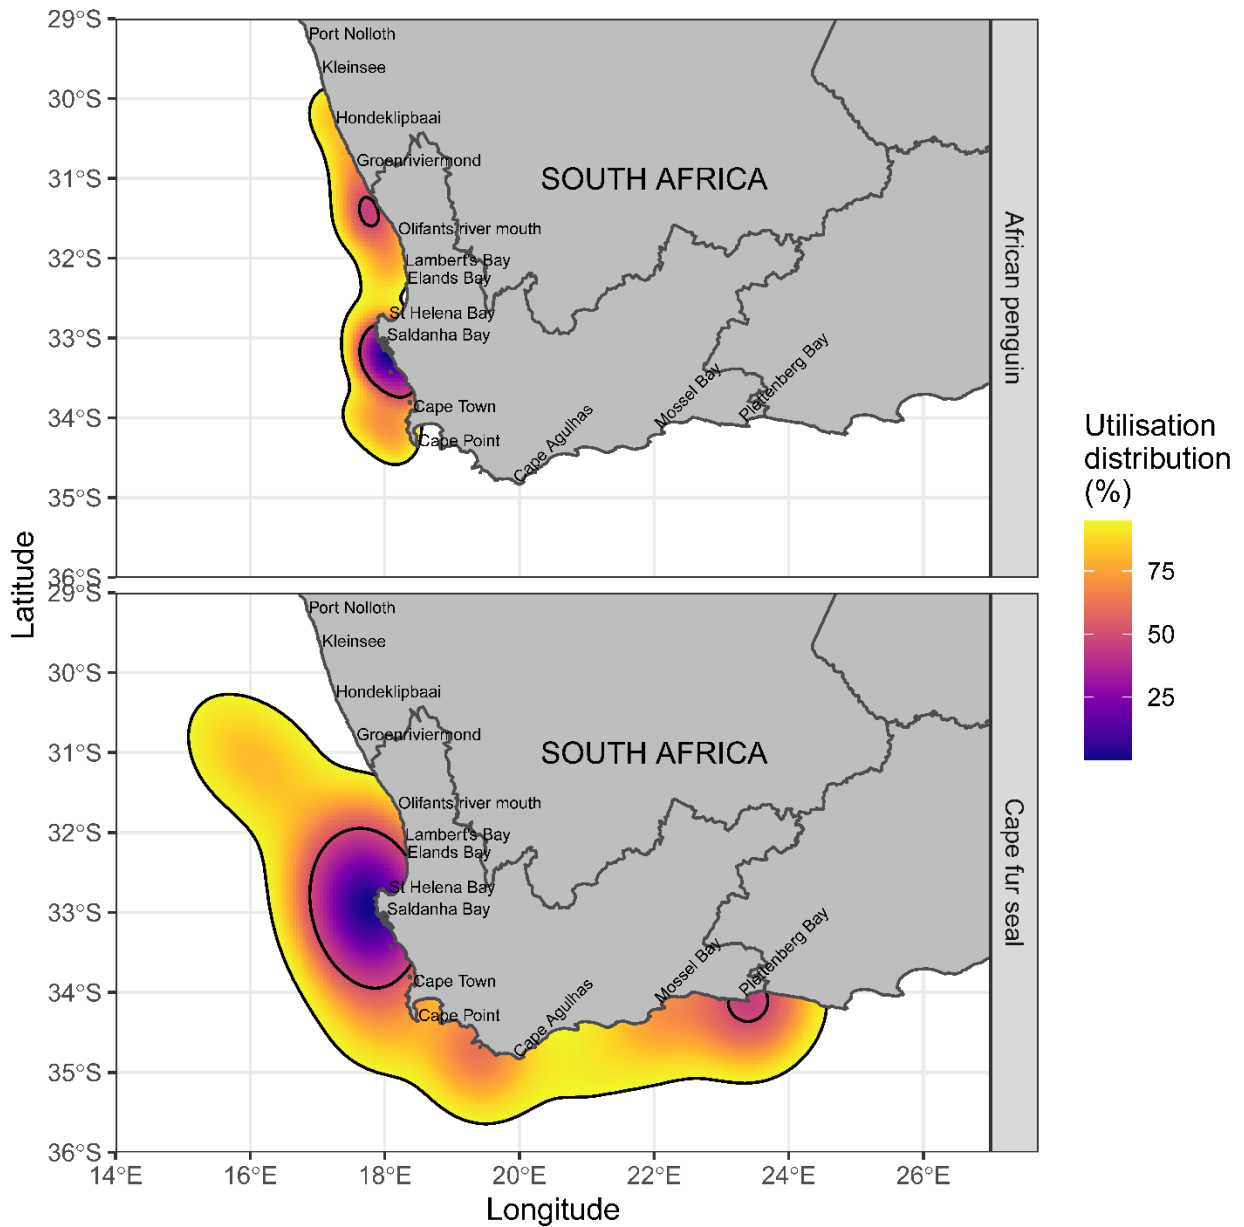 29°S
Port Nolloth
Kleinsee
30°S
Hondeklipbaai
Groenriviermond
31°S
SOUTH AFRICA
Olifants river mouth
32°S
Lambert's Bay
Elands Bay
St Helena Bay
33°S
Saldanha Bay
Cape Town
34°S
Cape Point
Cape Agulhas
Mossel Bay
Plettenberg Bay
35°S
36°S
African penguin
29°S
Port Nolloth
Kleinsee
30°S
Hondeklipbaai
Groenriviermond
31°S
SOUTH AFRICA
Olifants river mouth
32°S
Lambert's Bay
Elands Bay
St Helena Bay
33°S
Saldanha Bay
Cape Town
34°S
Cape Point
Cape Agulhas
Mossel Bay
Plettenberg Bay
35°S
36°S
Cape fur seal
14°E
16°E
18°E
20°E
22°E
24°E
26°E
Longitude
Latitude
Utilisation
distribution
(%)
75
50
25